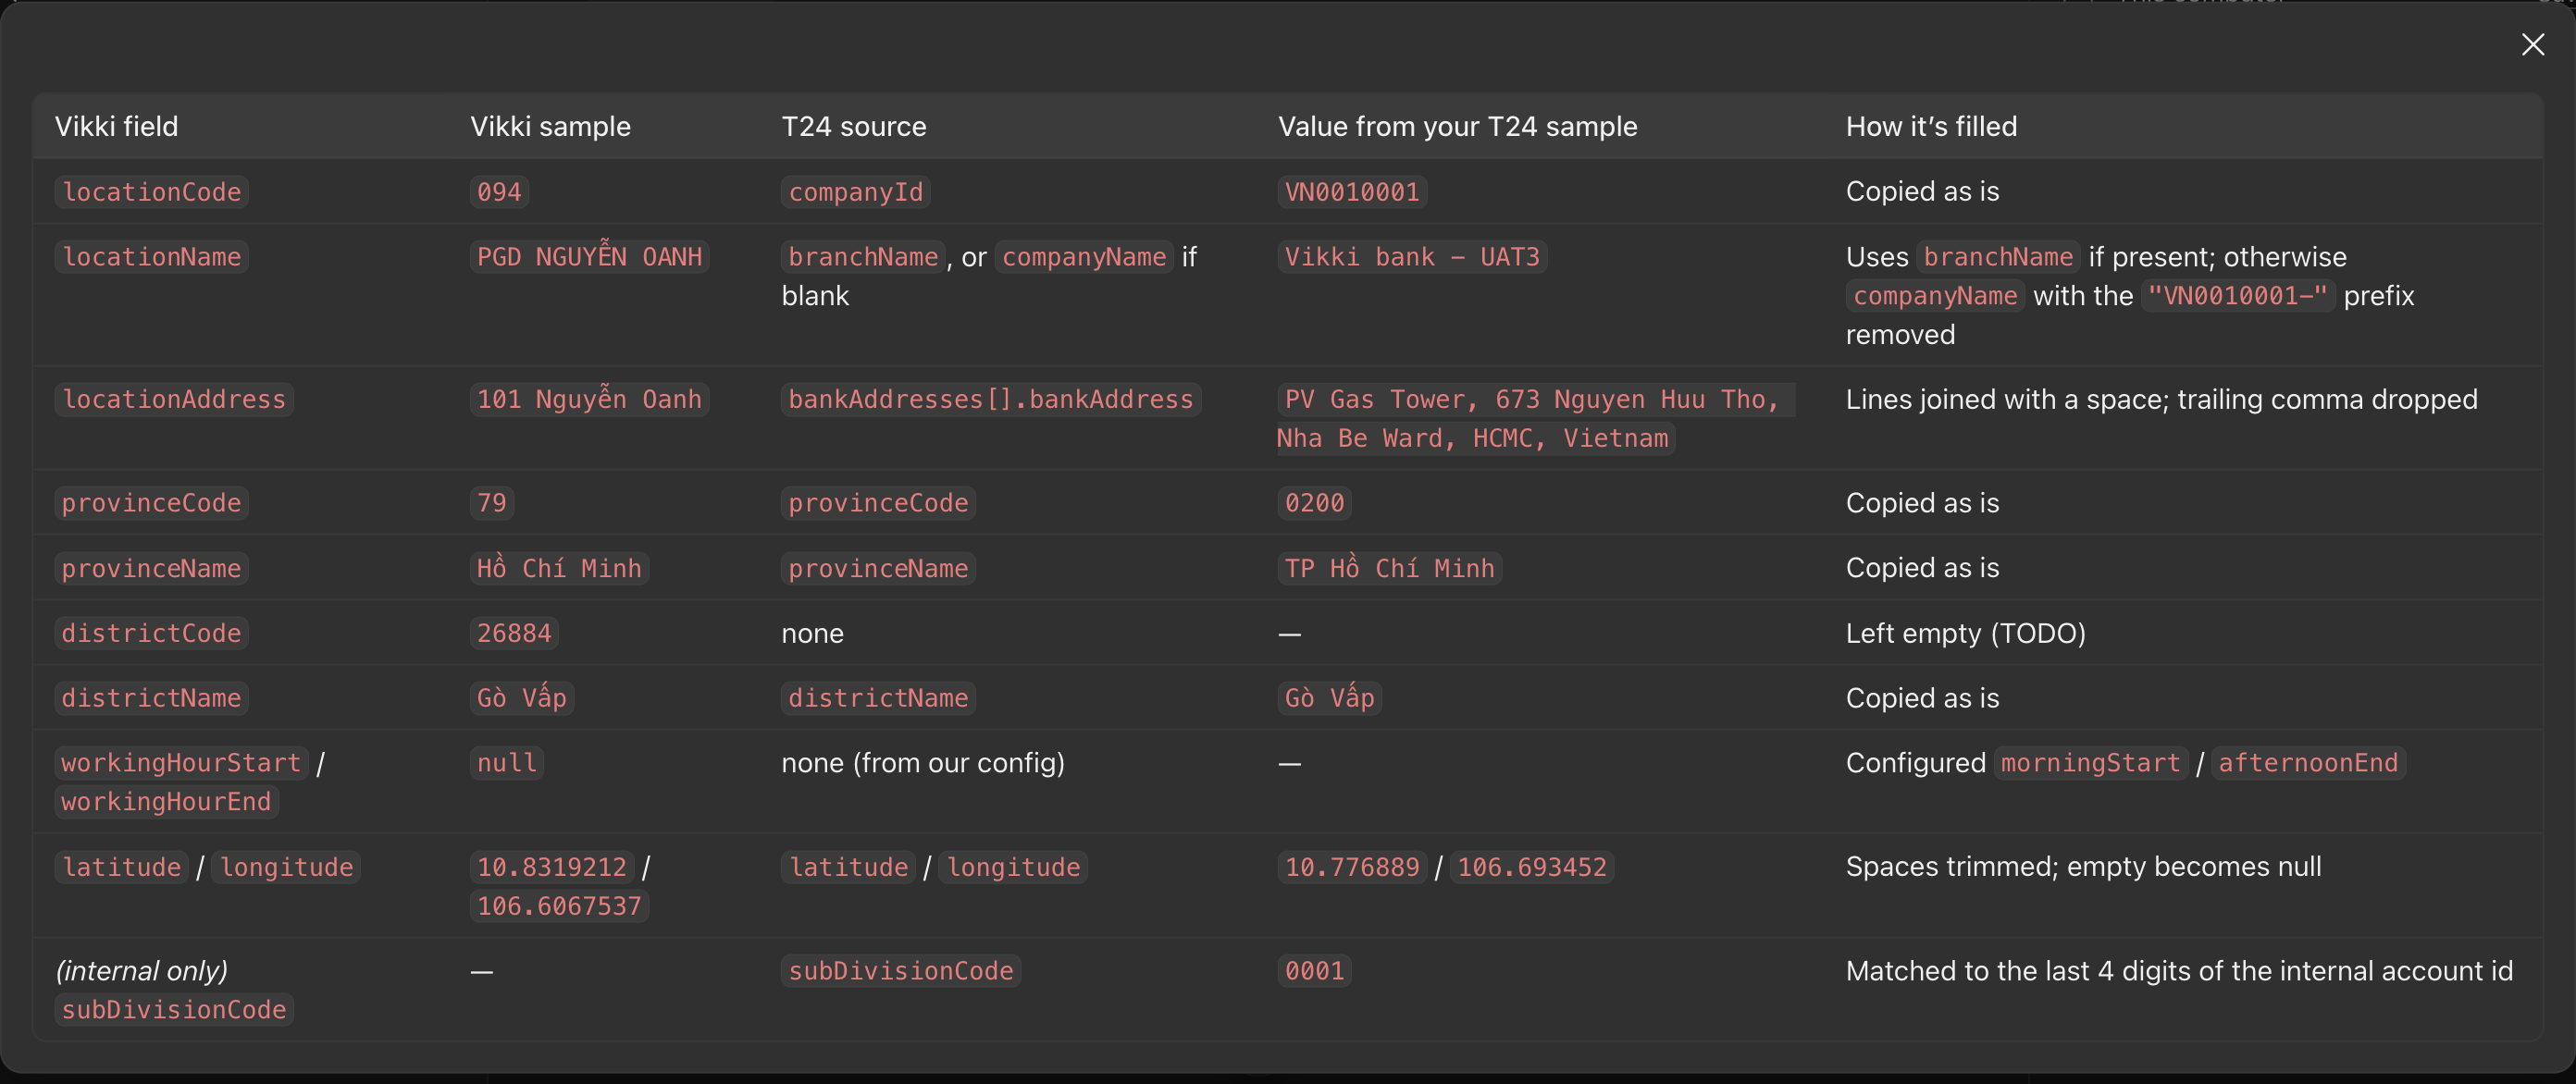 Vikki field Vikki sample T24 source Value from your T24 sample How it’s filled
locationCode 094 companyId VN0010001 Copied as is
locationName PGD NGUYỄN OANH branchName, or companyName if Vikki bank – UAT3 Uses branchName if present; otherwise
blank companyName with the "VN0010001-" prefix
removed
locationAddress 101 Nguyễn Oanh bankAddresses[].bankAddress PV Gas Tower, 673 Nguyen Huu Tho, Lines joined with a space; trailing comma dropped
Nha Be Ward, HCMC, Vietnam
provinceCode 79 provinceCode 0200 Copied as is
provinceName Hồ Chí Minh provinceName TP Hồ Chí Minh Copied as is
districtCode 26884 none — Left empty (TODO)
districtName Gò Vấp districtName Gò Vấp Copied as is
workingHourStart / null none (from our config) — Configured morningStart / afternoonEnd
workingHourEnd
latitude / longitude 10.8319212 / latitude / longitude 10.776889 / 106.693452 Spaces trimmed; empty becomes null
106.6067537
(internal only) — subDivisionCode 0001 Matched to the last 4 digits of the internal account id
subDivisionCode